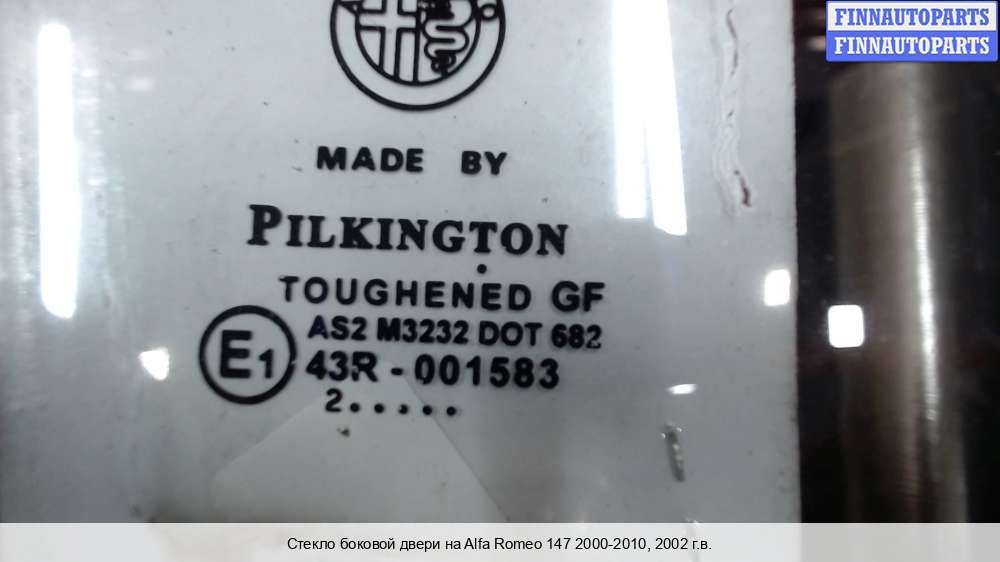 FINNAUTOPARTS
FINNAUTOPARTS
MADE BY
PILKINGTON
TOUGHENED GF
AS2 M3232 DOT 682
E1
43R - 001583
2.....
Стекло боковой двери на Alfa Romeo 147 2000-2010, 2002 г.в.